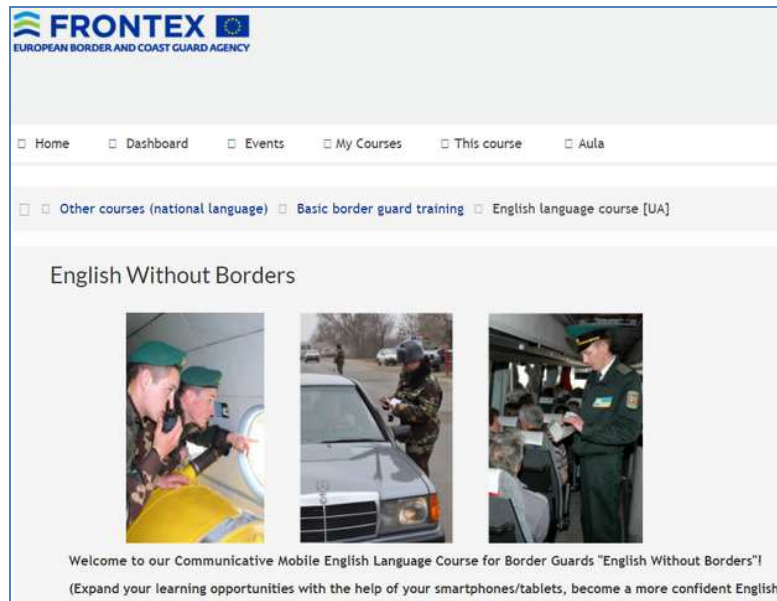 FRONTEX
EUROPEAN BORDER AND COAST GUARD AGENCY
Home Dashboard Events My Courses This course Aula
Other courses (national language) Basic border guard training English language course [UA]
English Without Borders
Welcome to our Communicative Mobile English Language Course for Border Guards "English Without Borders"!
(Expand your learning opportunities with the help of your smartphones/tablets, become a more confident English